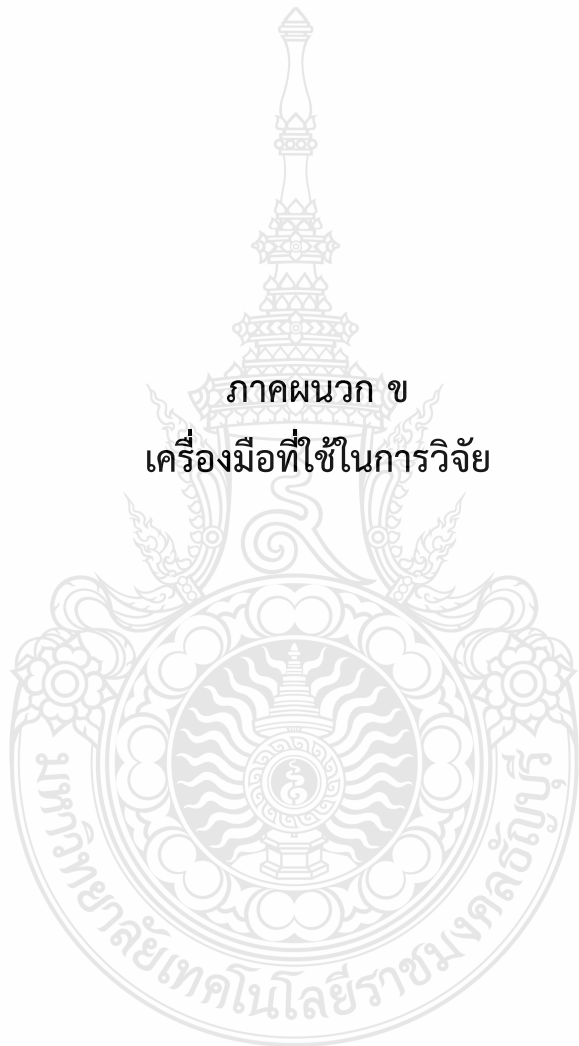 ภาคผนวก ข
เครื่องมือที่ใช้ในการวิจัย
มหาวิทยาลัยเทคโนโลยีราชมงคลธัญบุรี